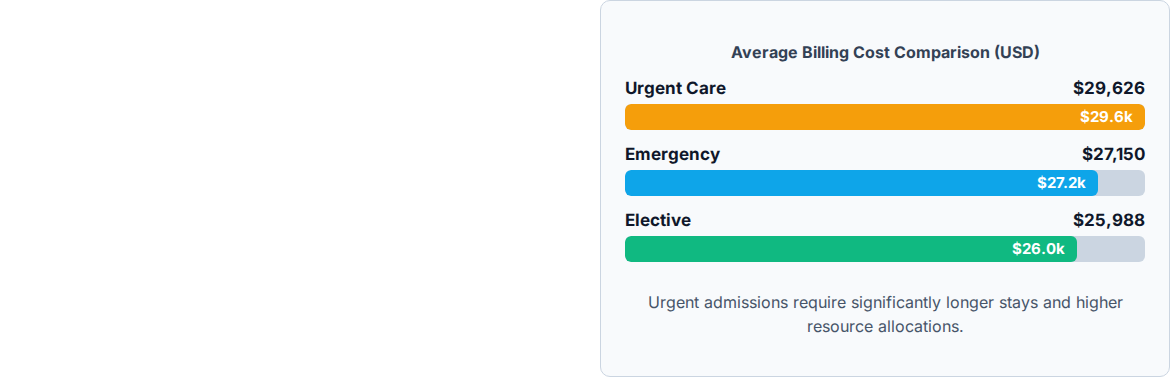 Average Billing Cost Comparison (USD)
Urgent Care $29,626
$29.6k
Emergency $27,150
$27.2k
Elective $25,988
$26.0k
Urgent admissions require significantly longer stays and higher
resource allocations.